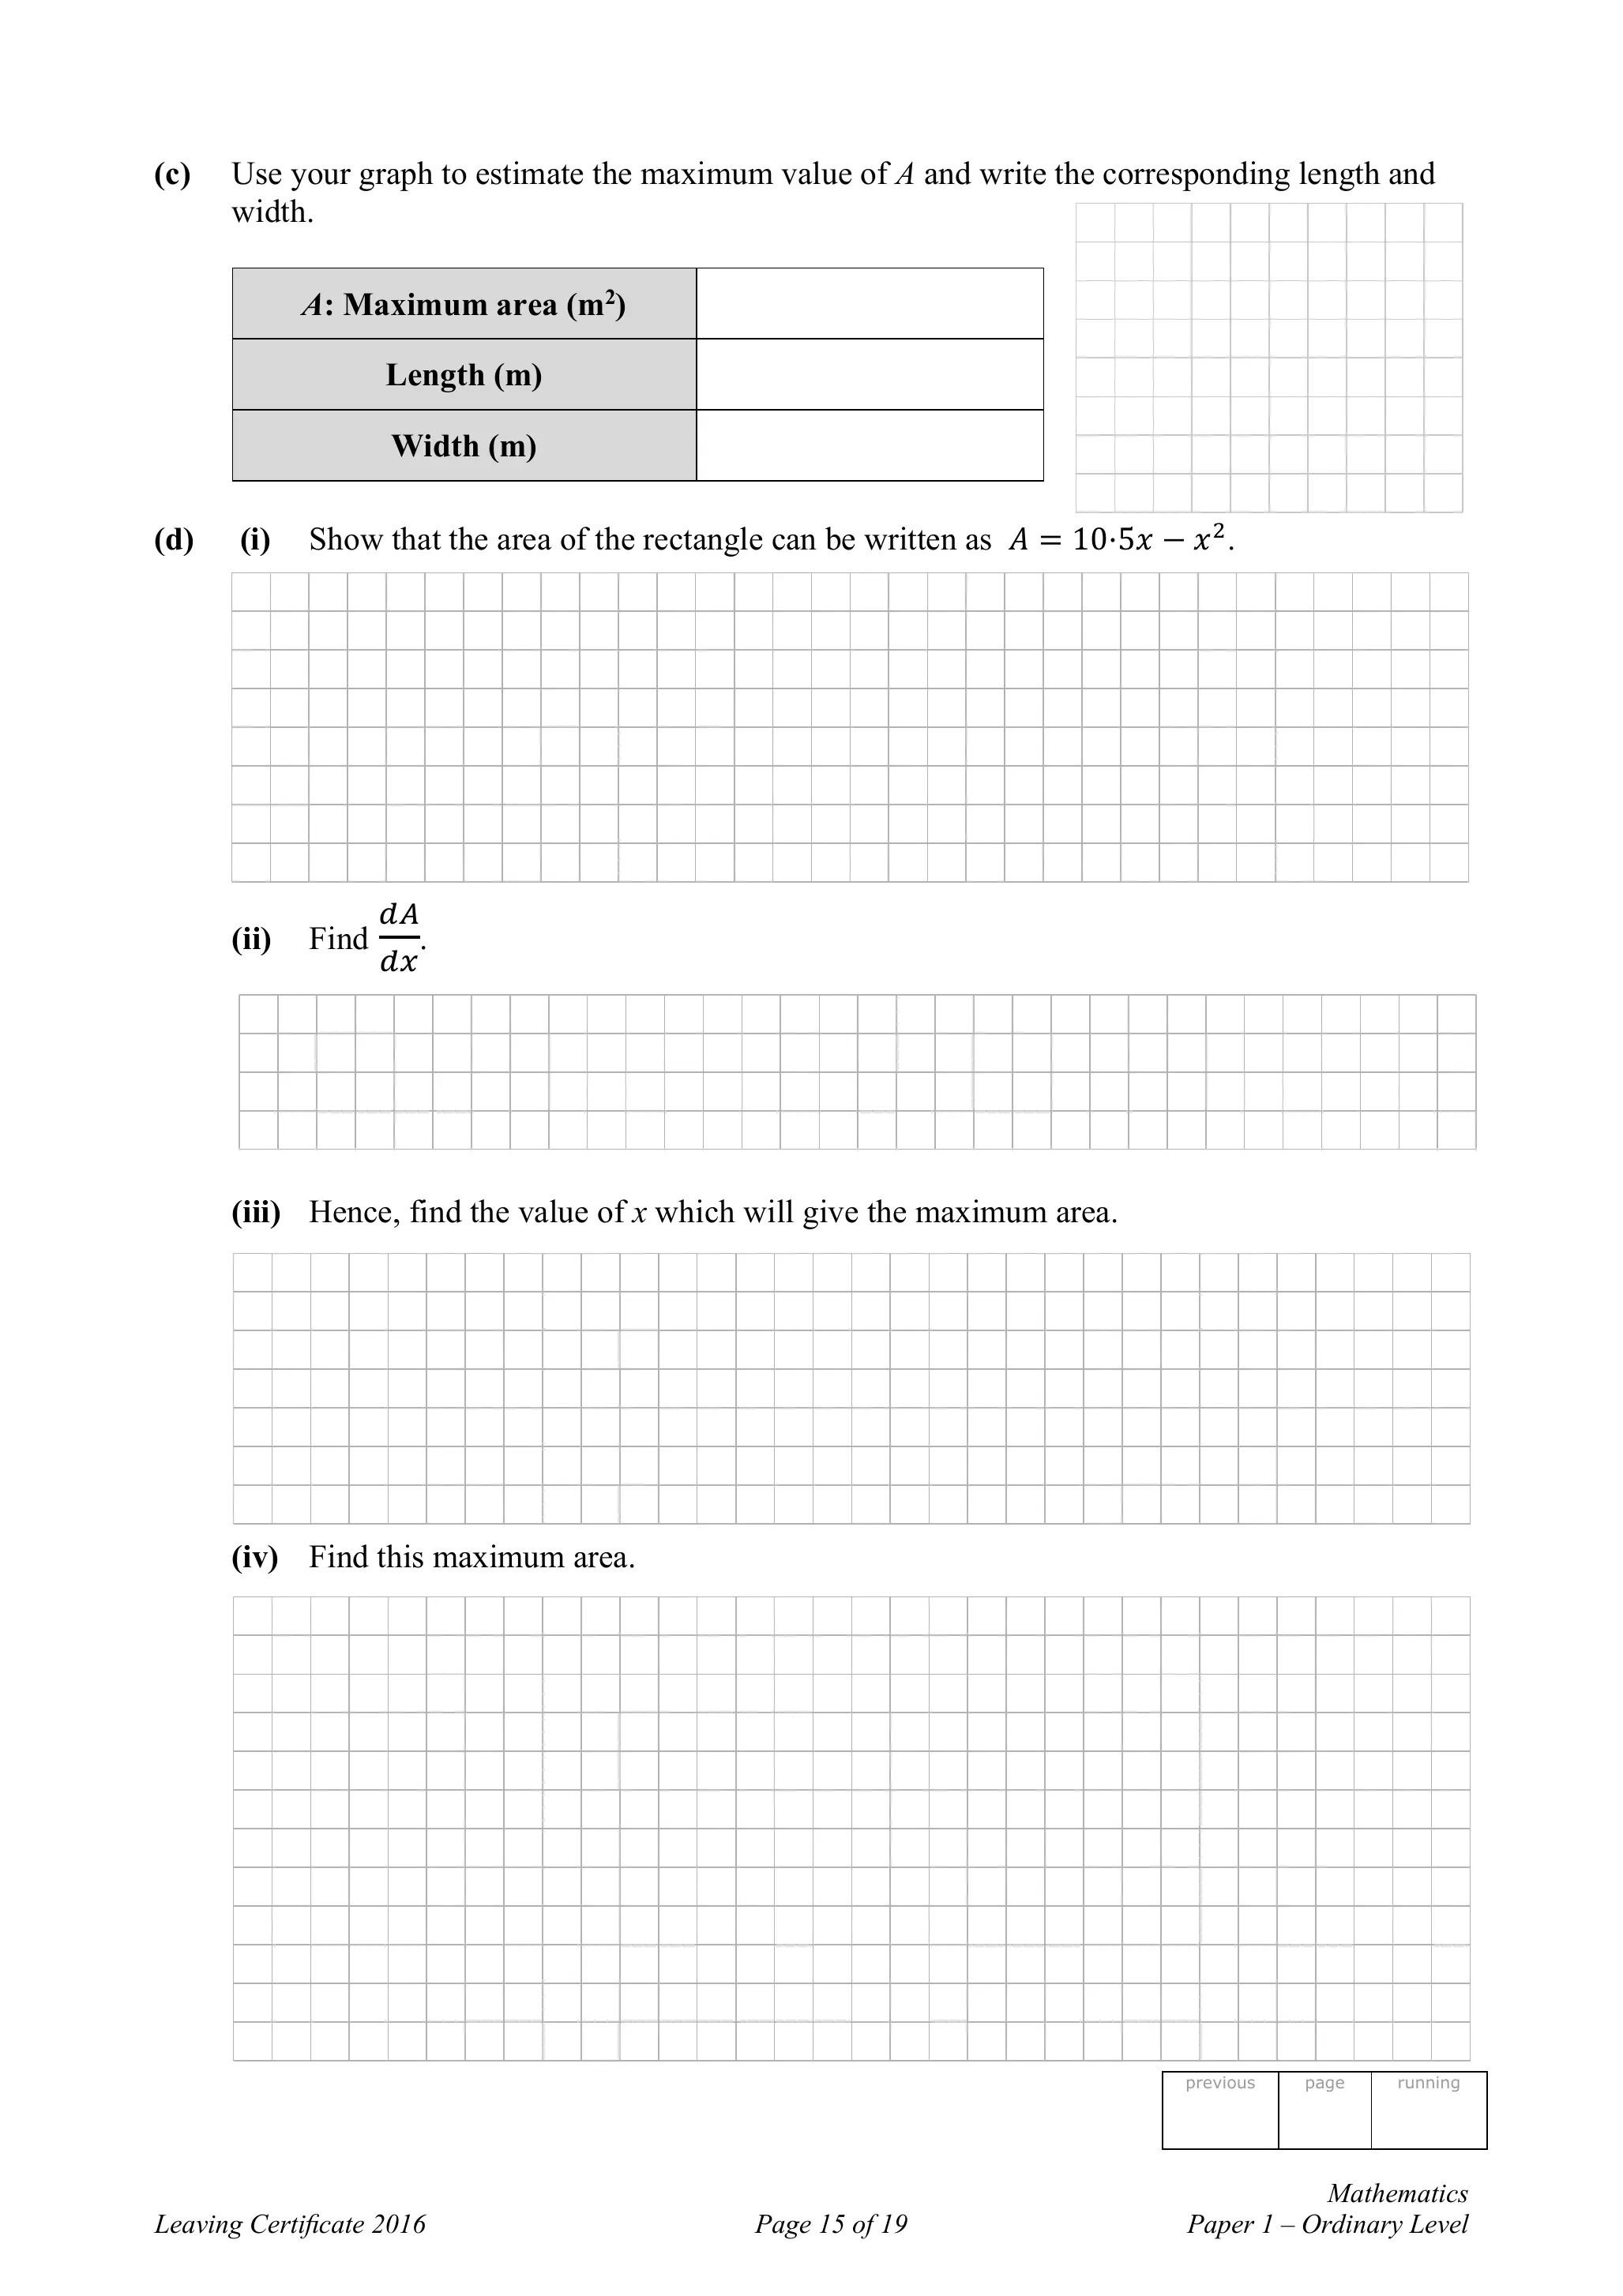 (c) Use your graph to estimate the maximum value of A and write the corresponding length and
width.
A: Maximum area (m²)
Length (m)
Width (m)
(d) (i) Show that the area of the rectangle can be written as A = 10·5x − x².
(ii) Find dA/dx.
(iii) Hence, find the value of x which will give the maximum area.
(iv) Find this maximum area.
previous page running
Mathematics
Leaving Certificate 2016 Page 15 of 19 Paper 1 – Ordinary Level